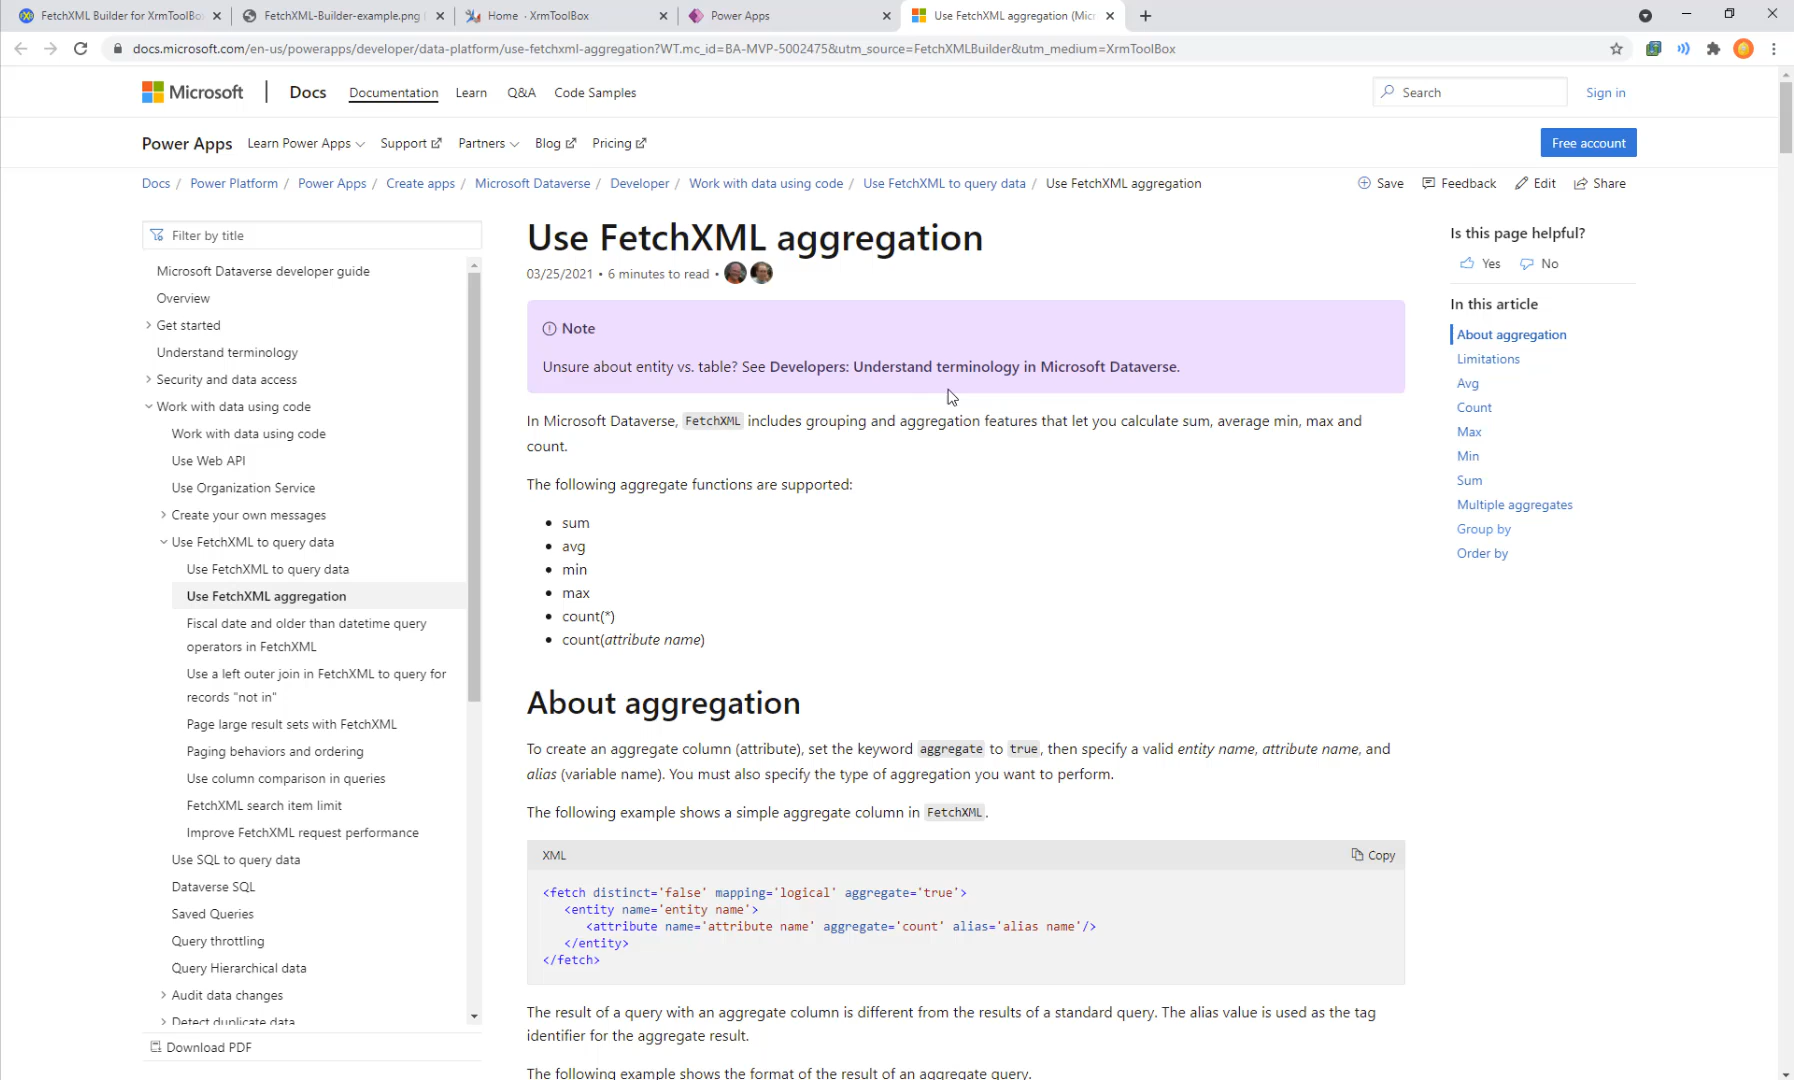 FetchXML Builder for XrmToolBo
FetchXML-Builder-example.png (
Home · XrmToolBox
Power Apps
Use FetchXML aggregation (Micr
docs.microsoft.com/en-us/powerapps/developer/data-platform/use-fetchxml-aggregation?WT.mc_id=BA-MVP-5002475&utm_source=FetchXMLBuilder&utm_medium=XrmToolBox
Microsoft
Docs
Documentation
Learn
Q&A
Code Samples
Search
Sign in
Power Apps
Learn Power Apps
Support
Partners
Blog
Pricing
Free account
Docs / Power Platform / Power Apps / Create apps / Microsoft Dataverse / Developer / Work with data using code / Use FetchXML to query data / Use FetchXML aggregation
Save
Feedback
Edit
Share
Filter by title
Microsoft Dataverse developer guide
Overview
Get started
Understand terminology
Security and data access
Work with data using code
Work with data using code
Use Web API
Use Organization Service
Create your own messages
Use FetchXML to query data
Use FetchXML to query data
Use FetchXML aggregation
Fiscal date and older than datetime query
operators in FetchXML
Use a left outer join in FetchXML to query for
records "not in"
Page large result sets with FetchXML
Paging behaviors and ordering
Use column comparison in queries
FetchXML search item limit
Improve FetchXML request performance
Use SQL to query data
Dataverse SQL
Saved Queries
Query throttling
Query Hierarchical data
Audit data changes
Detect duplicate data
Download PDF
Use FetchXML aggregation
03/25/2021 • 6 minutes to read •
Note
Unsure about entity vs. table? See Developers: Understand terminology in Microsoft Dataverse.
In Microsoft Dataverse, FetchXML includes grouping and aggregation features that let you calculate sum, average min, max and
count.
The following aggregate functions are supported:
• sum
• avg
• min
• max
• count(*)
• count(attribute name)
About aggregation
To create an aggregate column (attribute), set the keyword aggregate to true, then specify a valid entity name, attribute name, and
alias (variable name). You must also specify the type of aggregation you want to perform.
The following example shows a simple aggregate column in FetchXML.
XML
Copy
<fetch distinct='false' mapping='logical' aggregate='true'>
<entity name='entity name'>
<attribute name='attribute name' aggregate='count' alias='alias name'/>
</entity>
</fetch>
The result of a query with an aggregate column is different from the results of a standard query. The alias value is used as the tag
identifier for the aggregate result.
The following example shows the format of the result of an aggregate query.
Is this page helpful?
Yes
No
In this article
About aggregation
Limitations
Avg
Count
Max
Min
Sum
Multiple aggregates
Group by
Order by